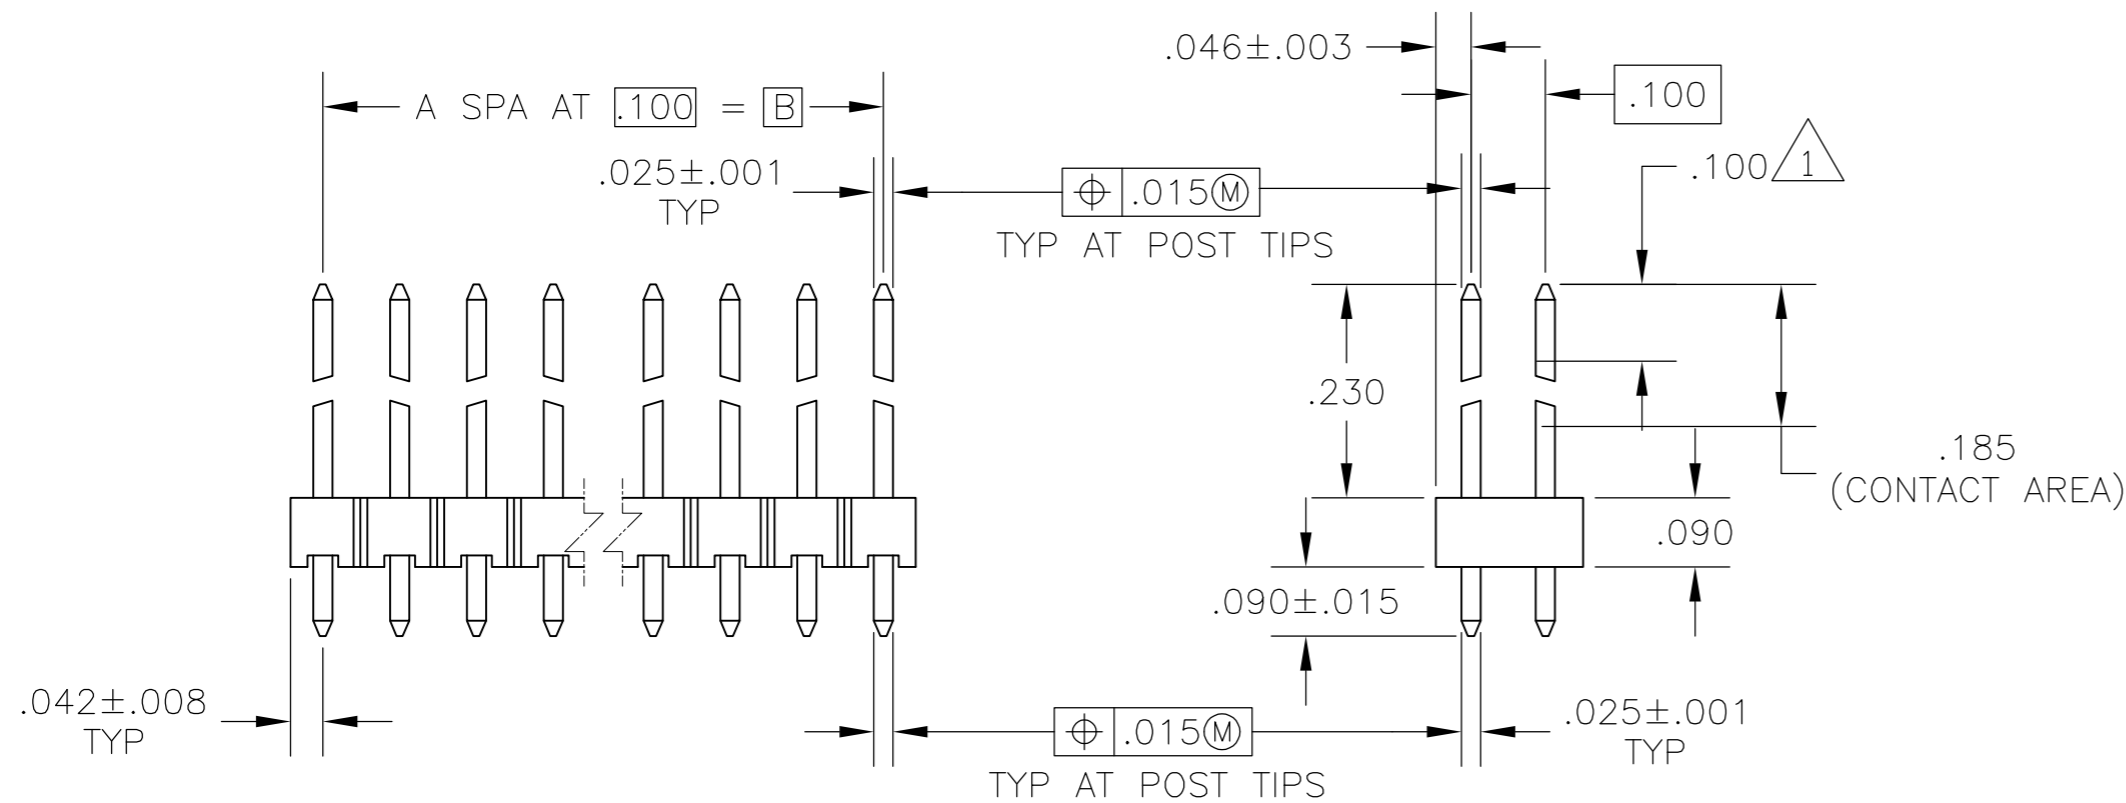 .046±.003
A SPA AT .100 = B
.100
.025±.001
TYP
⌖ .015Ⓜ
TYP AT POST TIPS
.100 1
.230
.185
(CONTACT AREA)
.090
.090±.015
.042±.008
TYP
⌖ .015Ⓜ
TYP AT POST TIPS
.025±.001
TYP